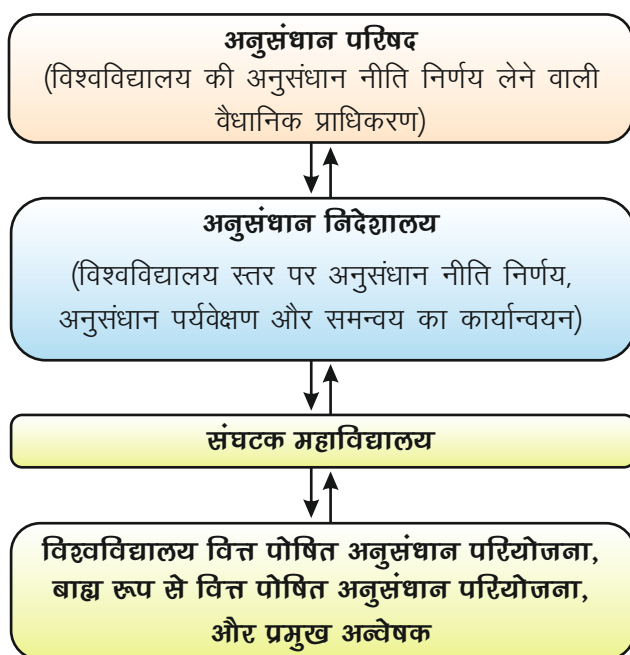 अनुसंधान परिषद
(विश्वविद्यालय की अनुसंधान नीति निर्णय लेने वाली
वैधानिक प्राधिकरण)
अनुसंधान निदेशालय
(विश्वविद्यालय स्तर पर अनुसंधान नीति निर्णय,
अनुसंधान पर्यवेक्षण और समन्वय का कार्यान्वयन)
संघटक महाविद्यालय
विश्वविद्यालय वित्त पोषित अनुसंधान परियोजना,
बाह्य रूप से वित्त पोषित अनुसंधान परियोजना,
और प्रमुख अन्वेषक